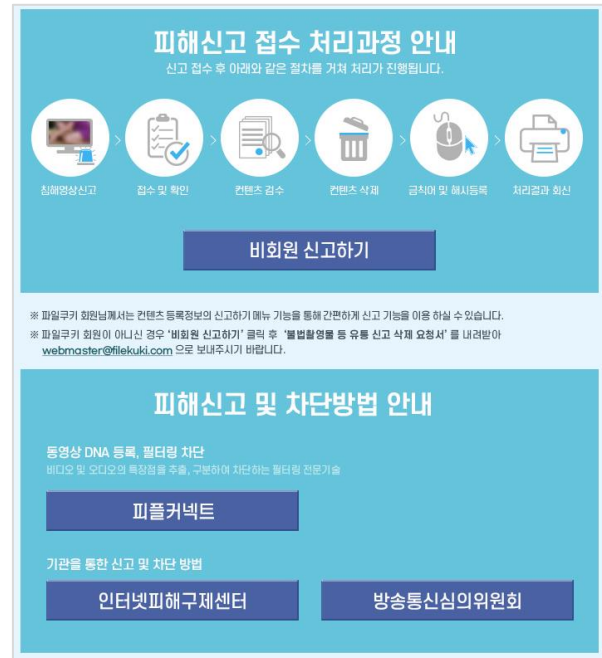 피해신고 접수 처리과정 안내
신고 접수 후 아래와 같은 절차를 거쳐 처리가 진행됩니다.
침해영상신고 > 접수 및 확인 > 컨텐츠 검수 > 컨텐츠 삭제 > 금칙어 및 해시등록 > 처리결과 회신
비회원 신고하기
※ 파일쿠키 회원님께서는 컨텐츠 등록정보의 신고하기 메뉴 기능을 통해 간편하게 신고 기능을 이용 하실 수 있습니다.
※ 파일쿠키 회원이 아니신 경우 '비회원 신고하기' 클릭 후 '불법촬영물 등 유통 신고 삭제 요청서' 를 내려받아
webmaster@filekuki.com 으로 보내주시기 바랍니다.
피해신고 및 차단방법 안내
동영상 DNA 등록, 필터링 차단
비디오 및 오디오의 특장점을 추출, 구분하여 차단하는 필터링 전문기술
피플커넥트
기관을 통한 신고 및 차단 방법
인터넷피해구제센터 방송통신심의위원회